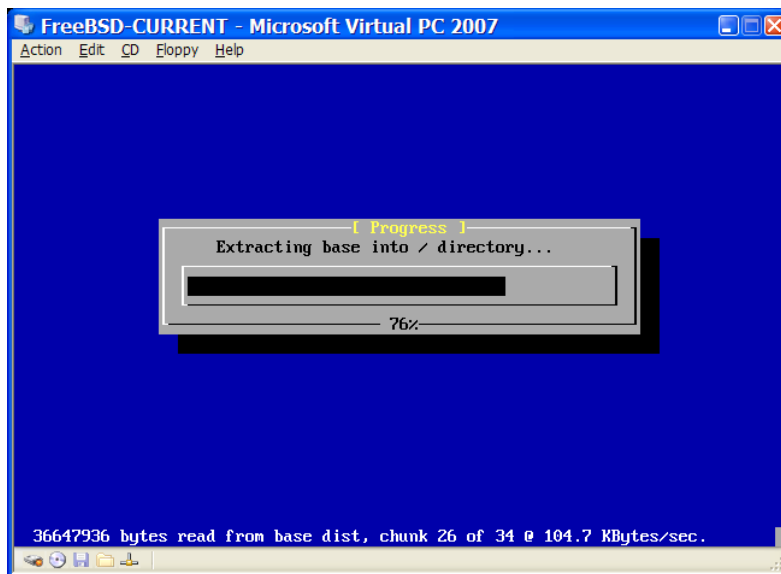 FreeBSD-CURRENT - Microsoft Virtual PC 2007
Action Edit CD Floppy Help
[ Progress ]
Extracting base into / directory...
76%
36647936 bytes read from base dist, chunk 26 of 34 @ 104.7 KBytes/sec.